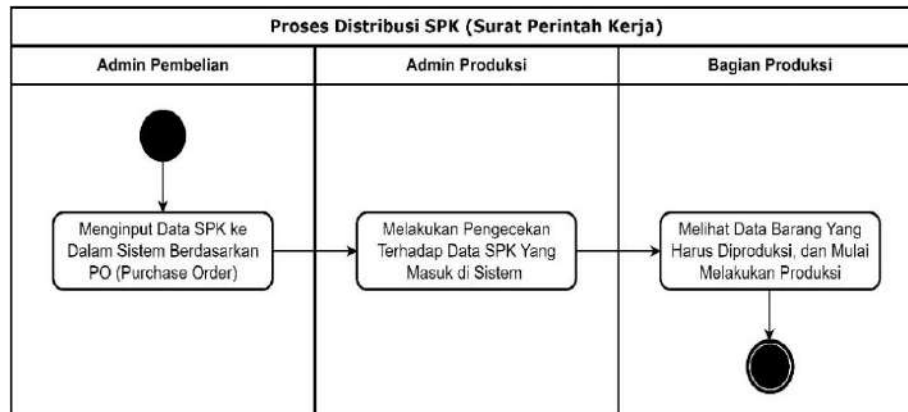 Proses Distribusi SPK (Surat Perintah Kerja)
Admin Pembelian
Admin Produksi
Bagian Produksi
Menginput Data SPK ke
Dalam Sistem Berdasarkan
PO (Purchase Order)
Melakukan Pengecekan
Terhadap Data SPK Yang
Masuk di Sistem
Melihat Data Barang Yang
Harus Diproduksi, dan Mulai
Melakukan Produksi